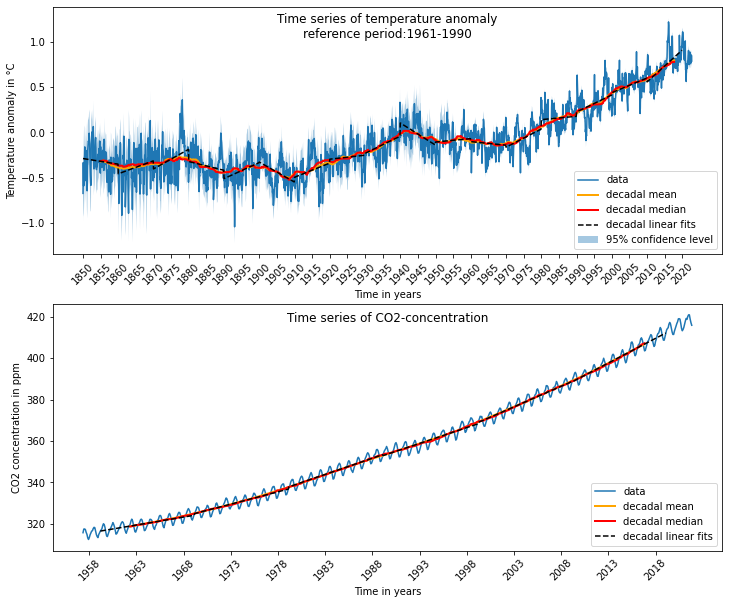 Time series of temperature anomaly
reference period:1961-1990
Temperature anomaly in °C
1.0
0.5
0.0
−0.5
−1.0
data
decadal mean
decadal median
decadal linear fits
95% confidence level
1850 1855 1860 1865 1870 1875 1880 1885 1890 1895 1900 1905 1910 1915 1920 1925 1930 1935 1940 1945 1950 1955 1960 1965 1970 1975 1980 1985 1990 1995 2000 2005 2010 2015 2020
Time in years
Time series of CO2-concentration
CO2 concentration in ppm
420
400
380
360
340
320
data
decadal mean
decadal median
decadal linear fits
1958 1963 1968 1973 1978 1983 1988 1993 1998 2003 2008 2013 2018
Time in years